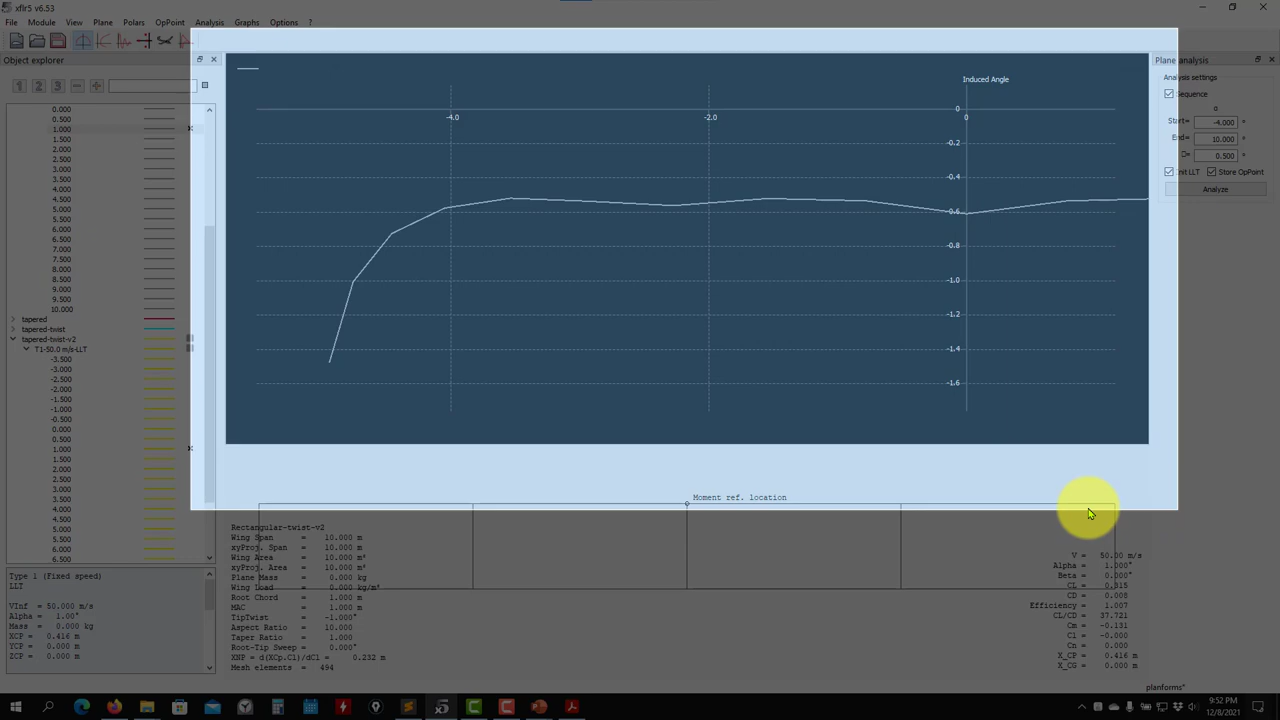 xflr5 v6.53
File Module View Plane Polars OpPoint Analysis Graphs Options ?
Object explorer
1 2 3
0.000
0.500
1.000
1.500
2.000
2.500
3.000
3.500
4.000
4.500
5.000
5.500
6.000
6.500
7.000
7.500
8.000
8.500
9.000
9.500
10.000
tapered
tapered-twist
tapered-twist-v2
T1-50.0 m/s-LLT
-3.500
-3.000
-2.500
-2.000
-1.500
-1.000
-0.500
0.000
0.500
1.000
1.500
2.000
2.500
3.000
3.500
4.000
4.500
5.000
5.500
6.000
6.500
Type 1 (Fixed speed)
LLT
VInf = 50.000 m/s
Alpha = 1.00°
Mass = 0.000 kg
XCP = 0.416 m
YCP = 0.000 m
ZCP = 0.000 m
Induced Angle
-4.0 -2.0 0
0
-0.2
-0.4
-0.6
-0.8
-1.0
-1.2
-1.4
-1.6
Moment ref. location
Rectangular-twist-v2
Wing Span = 10.000 m
xyProj. Span = 10.000 m
Wing Area = 10.000 m²
xyProj. Area = 10.000 m²
Plane Mass = 0.000 kg
Wing Load = 0.000 kg/m²
Root Chord = 1.000 m
MAC = 1.000 m
TipTwist = -1.000°
Aspect Ratio = 10.000
Taper Ratio = 1.000
Root-Tip Sweep = 0.000°
XNP = d(XCp.Cl)/dCl = 0.232 m
Mesh elements = 494
V = 50.00 m/s
Alpha = 1.000°
Beta = 0.000°
CL = 0.315
CD = 0.008
Efficiency = 1.007
CL/CD = 37.721
Cm = -0.131
Cl = -0.000
Cn = 0.000
X_CP = 0.416 m
X_CG = 0.000 m
Plane analysis
Analysis settings
Sequence
α
Start= -4.000 °
End= 10.000 °
D= 0.500 °
Init LLT Store OpPoint
Analyze
planforms*
9:52 PM
12/8/2021